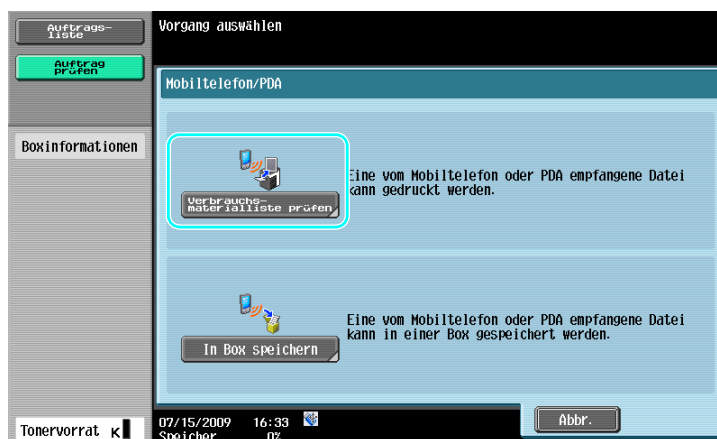 Auftrags-
liste
Auftrag
prüfen
Boxinformationen
Tonervorrat K
Vorgang auswählen
Mobiltelefon/PDA
Verbrauchs-
materialliste prüfen
Eine vom Mobiltelefon oder PDA empfangene Datei
kann gedruckt werden.
In Box speichern
Eine vom Mobiltelefon oder PDA empfangene Datei
kann in einer Box gespeichert werden.
07/15/2009 16:33
Speicher 0%
Abbr.